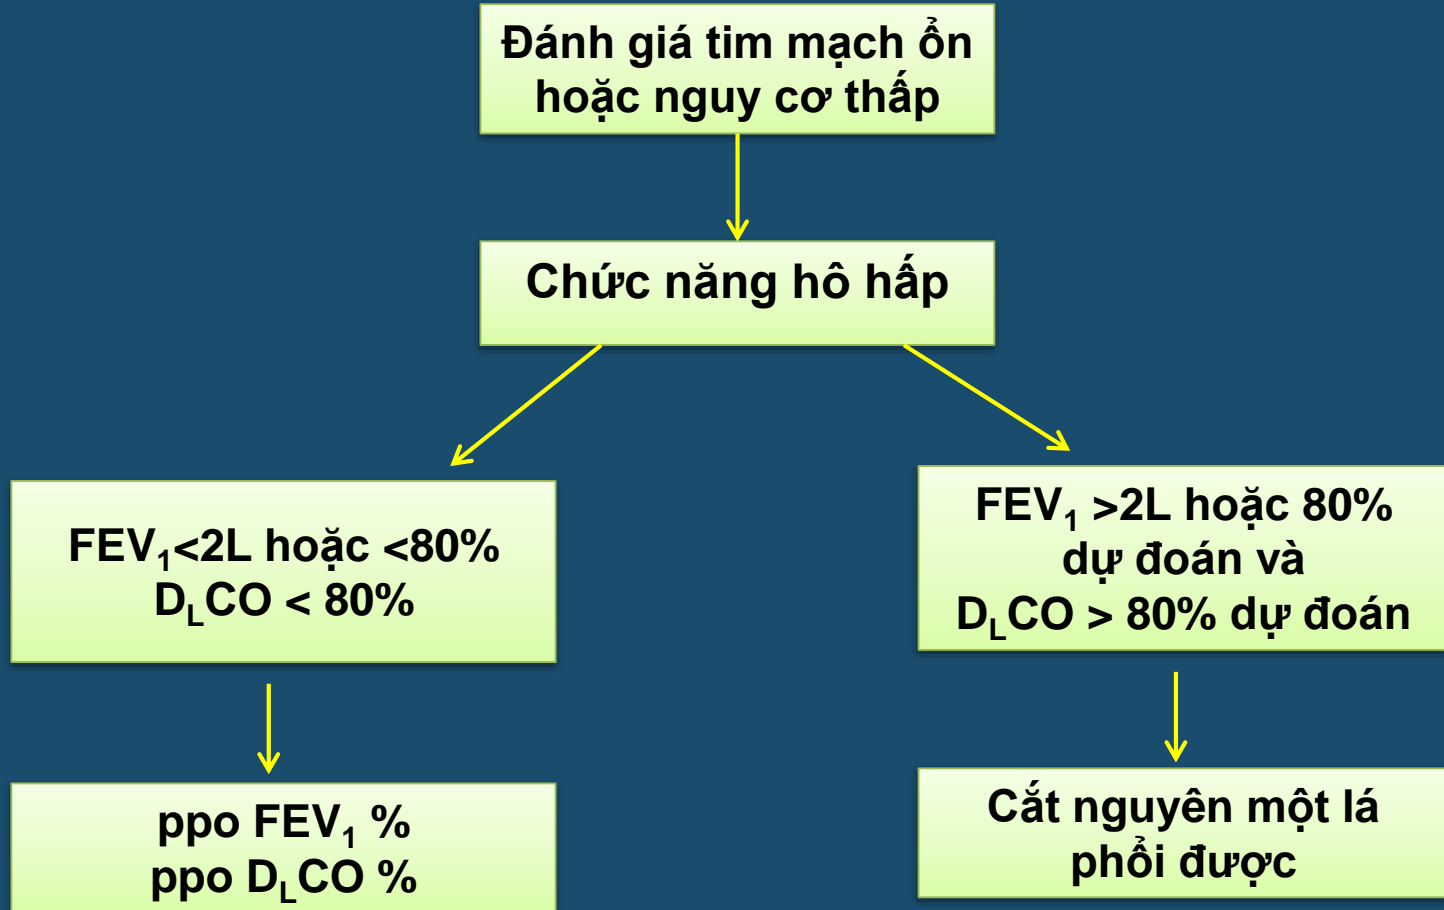 Đánh giá tim mạch ổn
hoặc nguy cơ thấp
Chức năng hô hấp
FEV₁<2L hoặc <80%
DLCO < 80%
FEV₁ >2L hoặc 80%
dự đoán và
DLCO > 80% dự đoán
ppo FEV₁ %
ppo DLCO %
Cắt nguyên một lá
phổi được